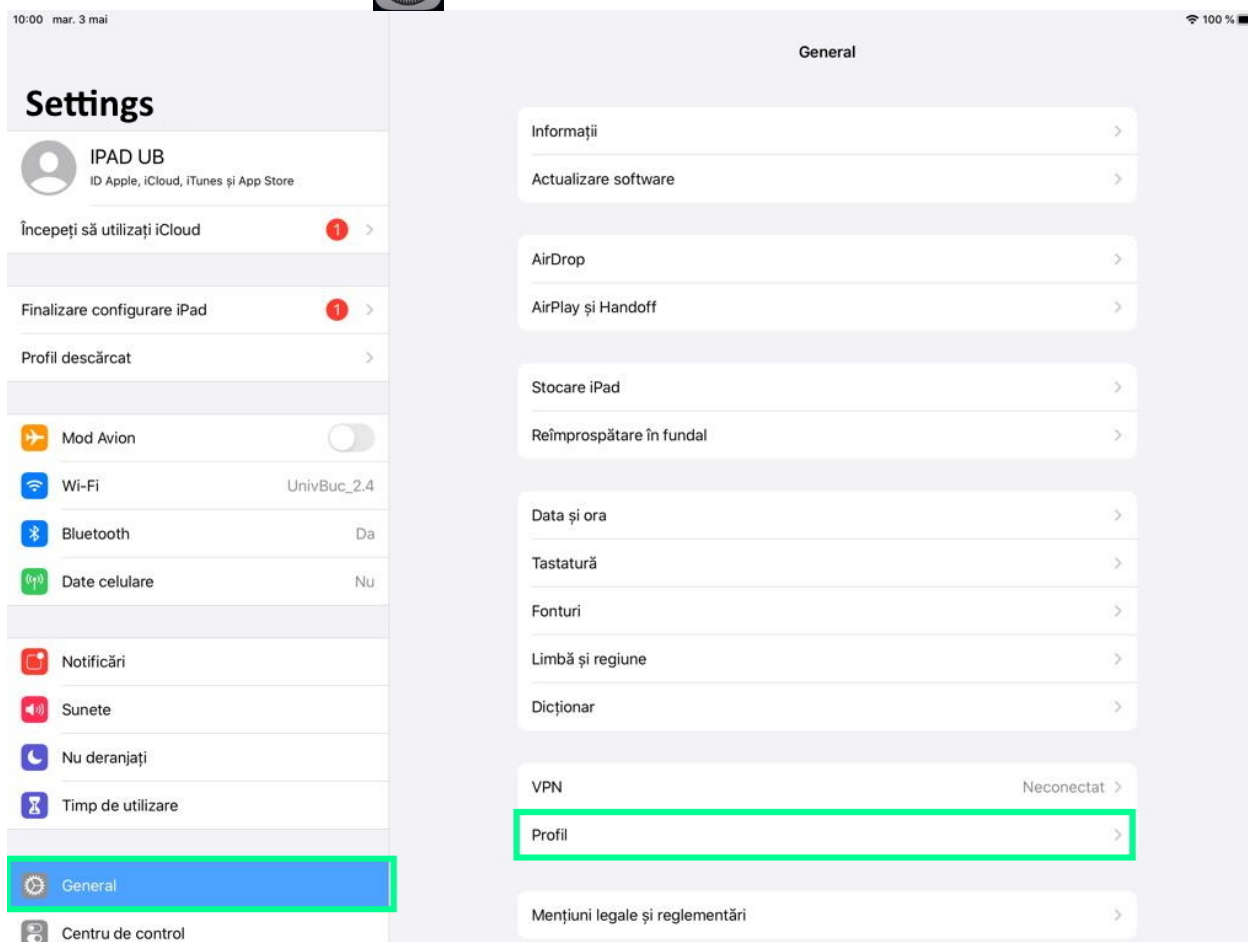 10:00 mar. 3 mai
100 %
Settings
IPAD UB
ID Apple, iCloud, iTunes și App Store
Începeți să utilizați iCloud
1
Finalizare configurare iPad
1
Profil descărcat
Mod Avion
Wi-Fi
UnivBuc_2.4
Bluetooth
Da
Date celulare
Nu
Notificări
Sunete
Nu deranjați
Timp de utilizare
General
Centru de control
General
Informații
Actualizare software
AirDrop
AirPlay și Handoff
Stocare iPad
Reîmprospătare în fundal
Data și ora
Tastatură
Fonturi
Limbă și regiune
Dicționar
VPN
Neconectat
Profil
Mențiuni legale și reglementări